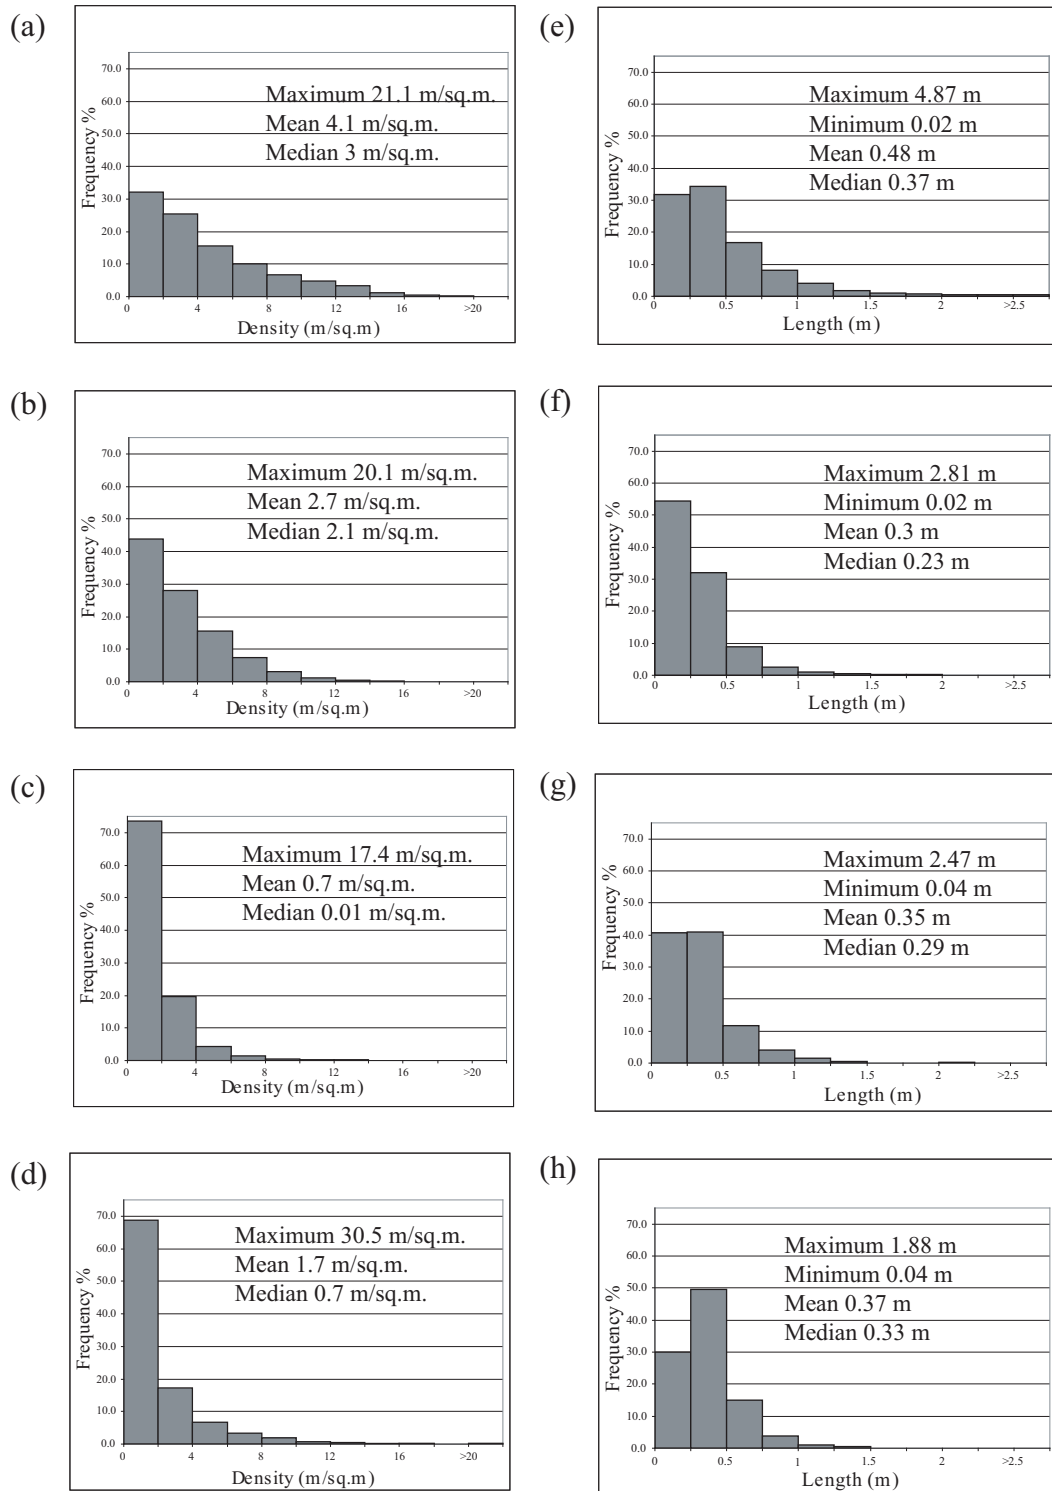 (a)
Frequency %
70.0
60.0
50.0
40.0
30.0
20.0
10.0
0.0
Maximum 21.1 m/sq.m.
Mean 4.1 m/sq.m.
Median 3 m/sq.m.
0 4 8 12 16 >20
Density (m/sq.m)
(e)
Frequency %
70.0
60.0
50.0
40.0
30.0
20.0
10.0
0.0
Maximum 4.87 m
Minimum 0.02 m
Mean 0.48 m
Median 0.37 m
0 0.5 1 1.5 2 >2.5
Length (m)
(b)
Frequency %
70.0
60.0
50.0
40.0
30.0
20.0
10.0
0.0
Maximum 20.1 m/sq.m.
Mean 2.7 m/sq.m.
Median 2.1 m/sq.m.
0 4 8 12 16 >20
Density (m/sq.m)
(f)
Frequency %
70.0
60.0
50.0
40.0
30.0
20.0
10.0
0.0
Maximum 2.81 m
Minimum 0.02 m
Mean 0.3 m
Median 0.23 m
0 0.5 1 1.5 2 >2.5
Length (m)
(c)
Frequency %
70.0
60.0
50.0
40.0
30.0
20.0
10.0
0.0
Maximum 17.4 m/sq.m.
Mean 0.7 m/sq.m.
Median 0.01 m/sq.m.
0 4 8 12 16 >20
Density (m/sq.m)
(g)
Frequency %
70.0
60.0
50.0
40.0
30.0
20.0
10.0
0.0
Maximum 2.47 m
Minimum 0.04 m
Mean 0.35 m
Median 0.29 m
0 0.5 1 1.5 2 >2.5
Length (m)
(d)
Frequency %
70.0
60.0
50.0
40.0
30.0
20.0
10.0
0.0
Maximum 30.5 m/sq.m.
Mean 1.7 m/sq.m.
Median 0.7 m/sq.m.
0 4 8 12 16 >20
Density (m/sq.m)
(h)
Frequency %
70.0
60.0
50.0
40.0
30.0
20.0
10.0
0.0
Maximum 1.88 m
Minimum 0.04 m
Mean 0.37 m
Median 0.33 m
0 0.5 1 1.5 2 >2.5
Length (m)